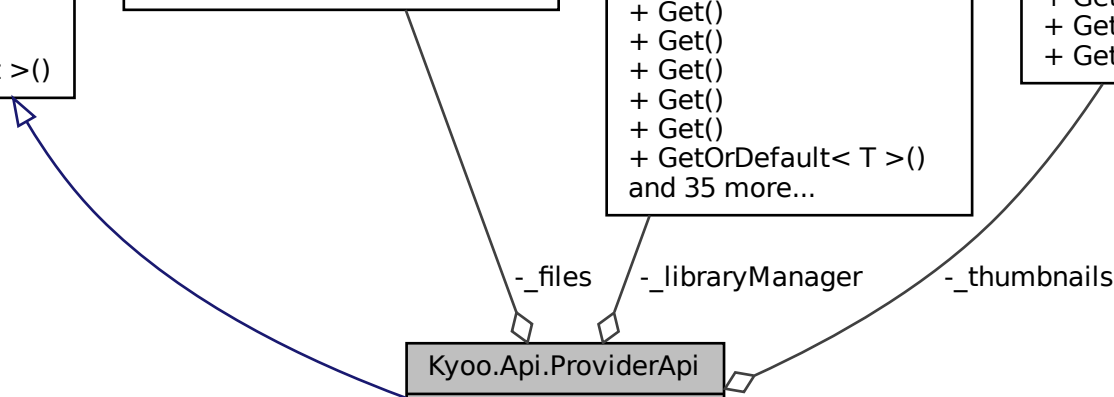 >()
+ Get()
+ Get()
+ Get()
+ Get()
+ Get()
+ GetOrDefault< T >()
and 35 more...
+ Get
+ Get
-_files
-_libraryManager
-_thumbnails
Kyoo.Api.ProviderApi